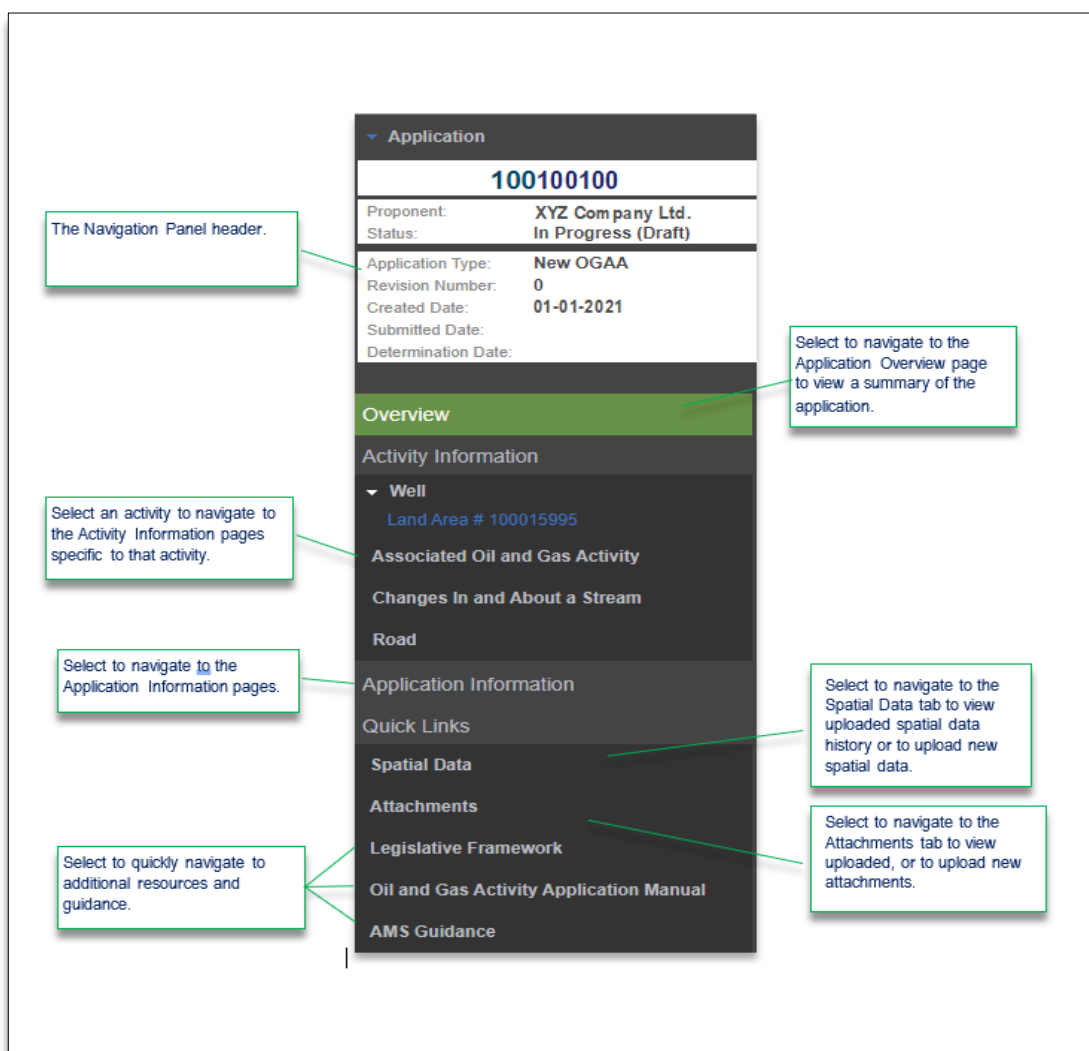 Application
100100100
Proponent: XYZ Company Ltd.
Status: In Progress (Draft)
The Navigation Panel header.
Application Type: New OGAA
Revision Number: 0
Created Date: 01-01-2021
Submitted Date:
Determination Date:
Select to navigate to the
Application Overview page
to view a summary of the
application.
Overview
Activity Information
Well
Land Area # 100015995
Select an activity to navigate to
the Activity Information pages
specific to that activity.
Associated Oil and Gas Activity
Changes In and About a Stream
Road
Select to navigate to the
Application Information pages.
Application Information
Quick Links
Select to navigate to the
Spatial Data tab to view
uploaded spatial data
history or to upload new
spatial data.
Spatial Data
Attachments
Select to navigate to the
Attachments tab to view
uploaded, or to upload new
attachments.
Select to quickly navigate to
additional resources and
guidance.
Legislative Framework
Oil and Gas Activity Application Manual
AMS Guidance